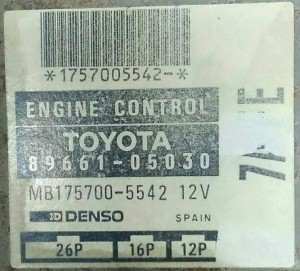 *1757005542-*
ENGINE CONTROL
TOYOTA
89661-05030
MB175700-5542 12V
DENSO SPAIN
26P 16P 12P